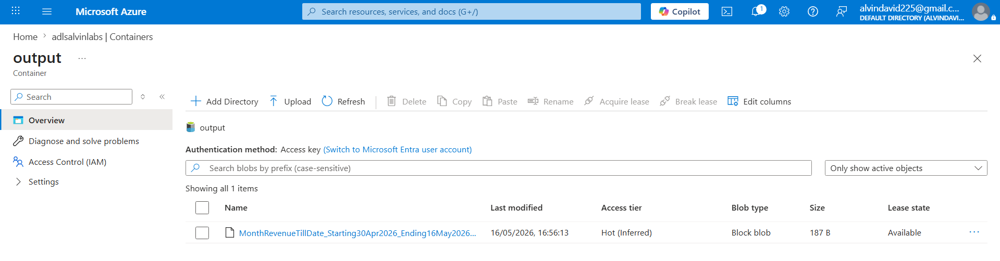 Microsoft Azure
Search resources, services, and docs (G+/)
Copilot
1
alvindavid225@gmail.c...
DEFAULT DIRECTORY (ALVINDAVI...
Home > adlsalvinlabs | Containers
output ...
Container
Search
Add Directory Upload Refresh Delete Copy Paste Rename Acquire lease Break lease Edit columns
Overview
Diagnose and solve problems
Access Control (IAM)
Settings
output
Authentication method: Access key (Switch to Microsoft Entra user account)
Search blobs by prefix (case-sensitive)
Only show active objects
Showing all 1 items
Name Last modified Access tier Blob type Size Lease state
MonthRevenueTillDate_Starting30Apr2026_Ending16May2026... 16/05/2026, 16:56:13 Hot (Inferred) Block blob 187 B Available ...